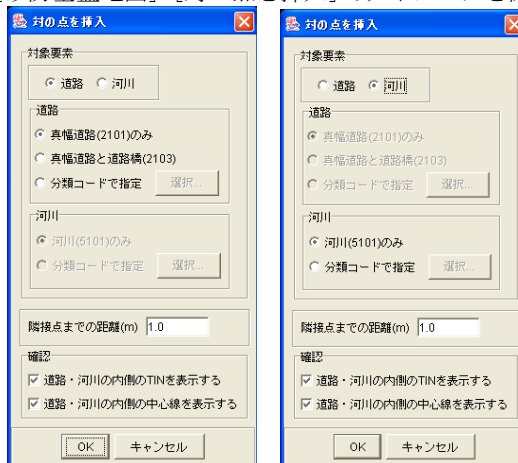 対の点を挿入
対象要素
道路 河川
道路
真幅道路(2101)のみ
真幅道路と道路橋(2103)
分類コードで指定 選択...
河川
河川(5101)のみ
分類コードで指定 選択...
隣接点までの距離(m) 1.0
確認
道路・河川の内側のTINを表示する
道路・河川の内側の中心線を表示する
OK キャンセル
対の点を挿入
対象要素
道路 河川
道路
真幅道路(2101)のみ
真幅道路と道路橋(2103)
分類コードで指定 選択...
河川
河川(5101)のみ
分類コードで指定 選択...
隣接点までの距離(m) 1.0
確認
道路・河川の内側のTINを表示する
道路・河川の内側の中心線を表示する
OK キャンセル